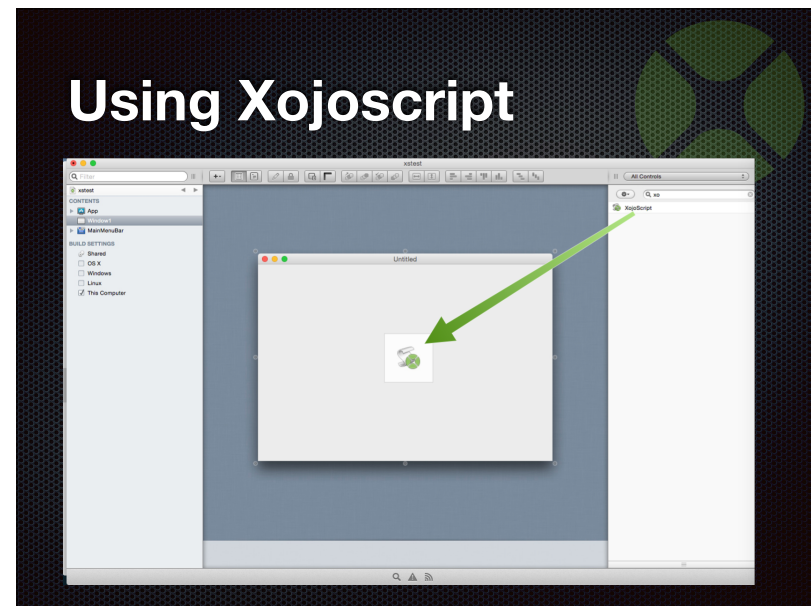 Using Xojoscript
xstest
Filter
All Controls
xstest
xo
CONTENTS
App
XojoScript
Window1
MainMenuBar
BUILD SETTINGS
Shared
OS X
Windows
Linux
This Computer
Untitled